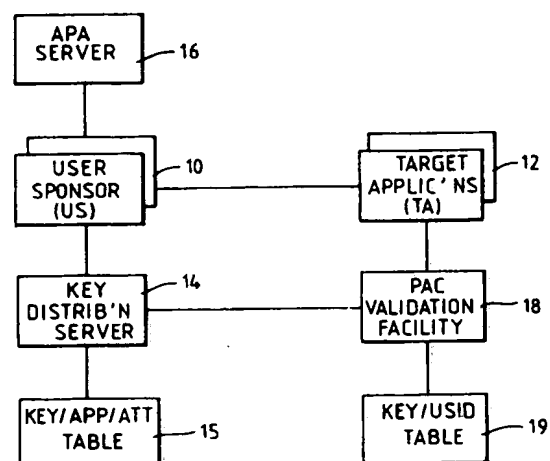 APA
SERVER
16
USER
SPONSOR
(US)
10
TARGET
APPLIC'NS
(TA)
12
KEY
DISTRIB'N
SERVER
14
PAC
VALIDATION
FACILITY
18
KEY/APP/ATT
TABLE
15
KEY/USID
TABLE
19